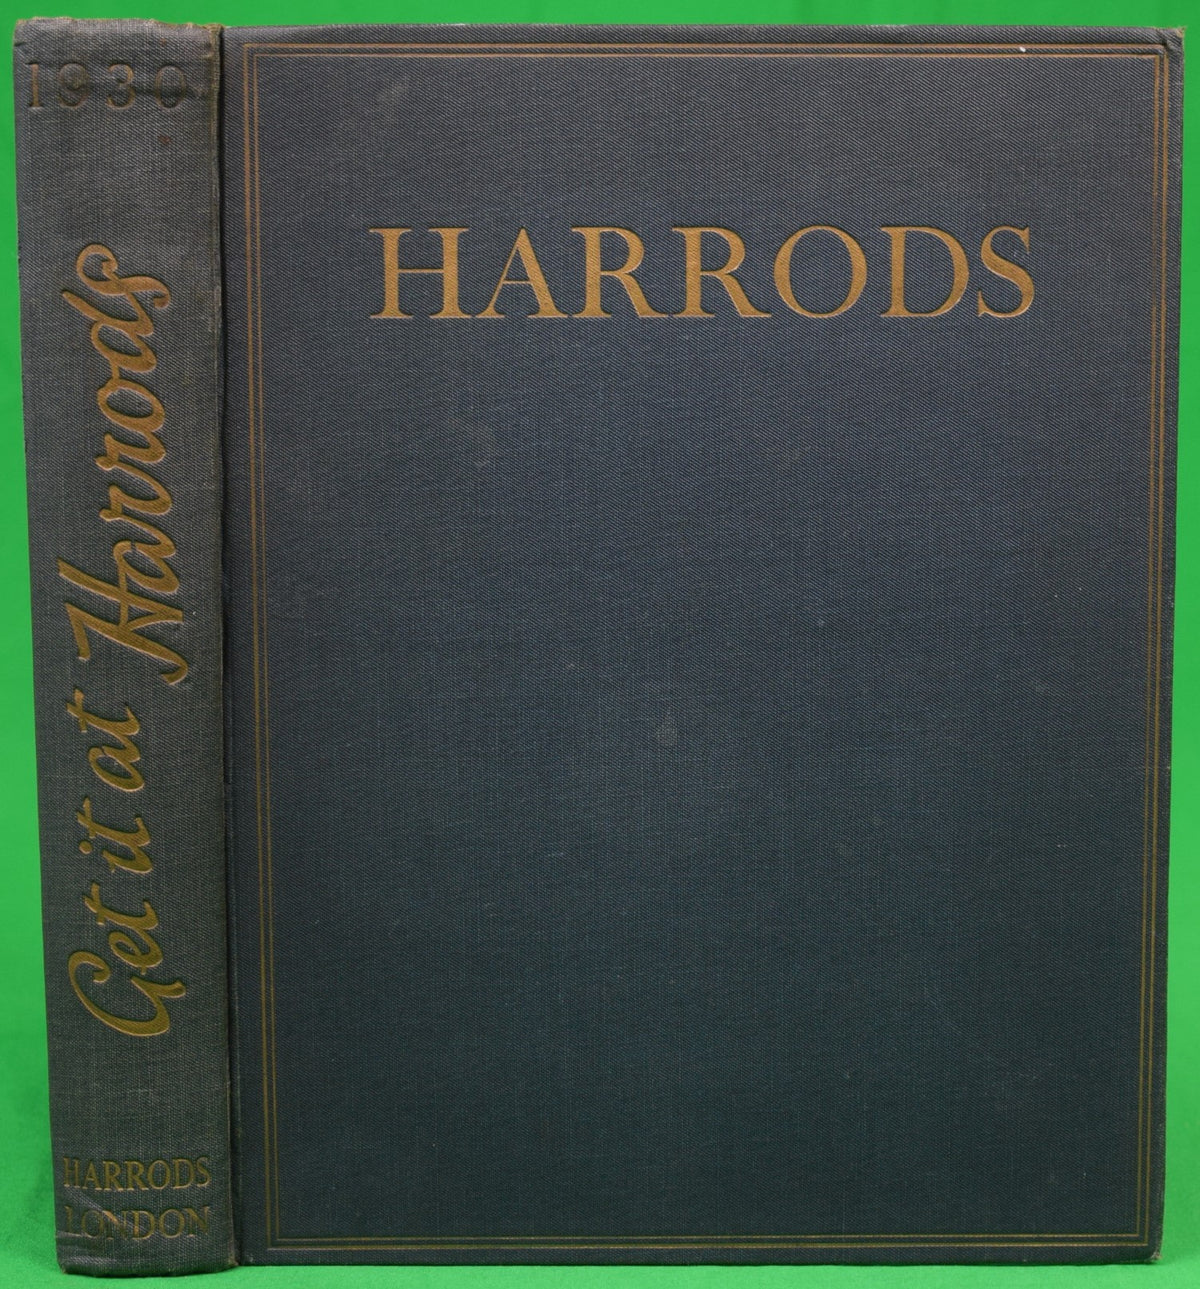 1930
Get it at Harrods
HARRODS
LONDON
HARRODS